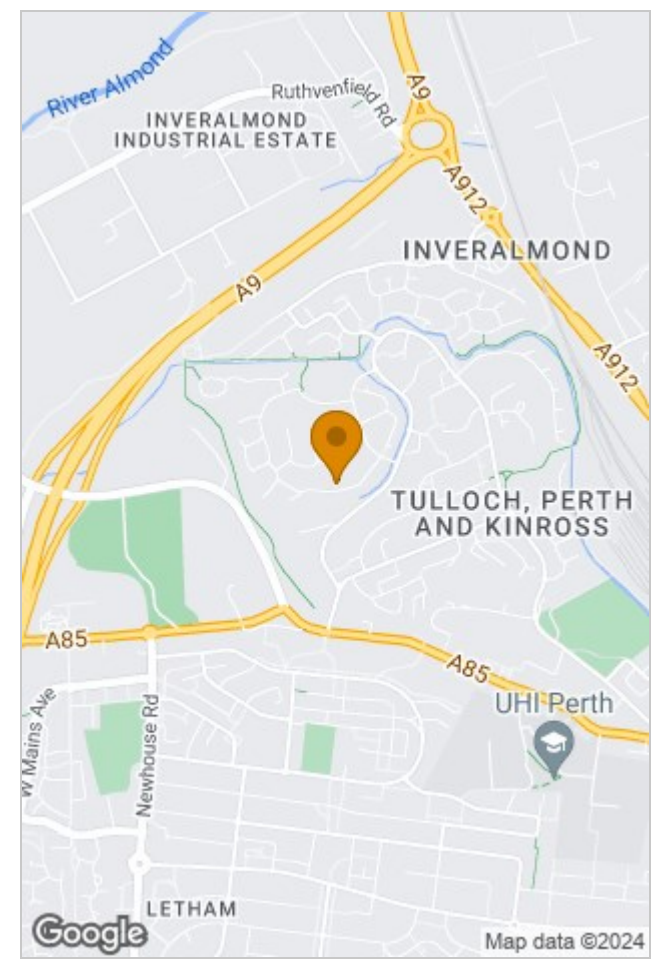 River Almond
A9
Ruthvenfield Rd
INVERALMOND
INDUSTRIAL ESTATE
A912
INVERALMOND
A9
A912
TULLOCH, PERTH
AND KINROSS
A85
A85
UHI Perth
W Mains Ave
Newhouse Rd
LETHAM
Google
Map data ©2024